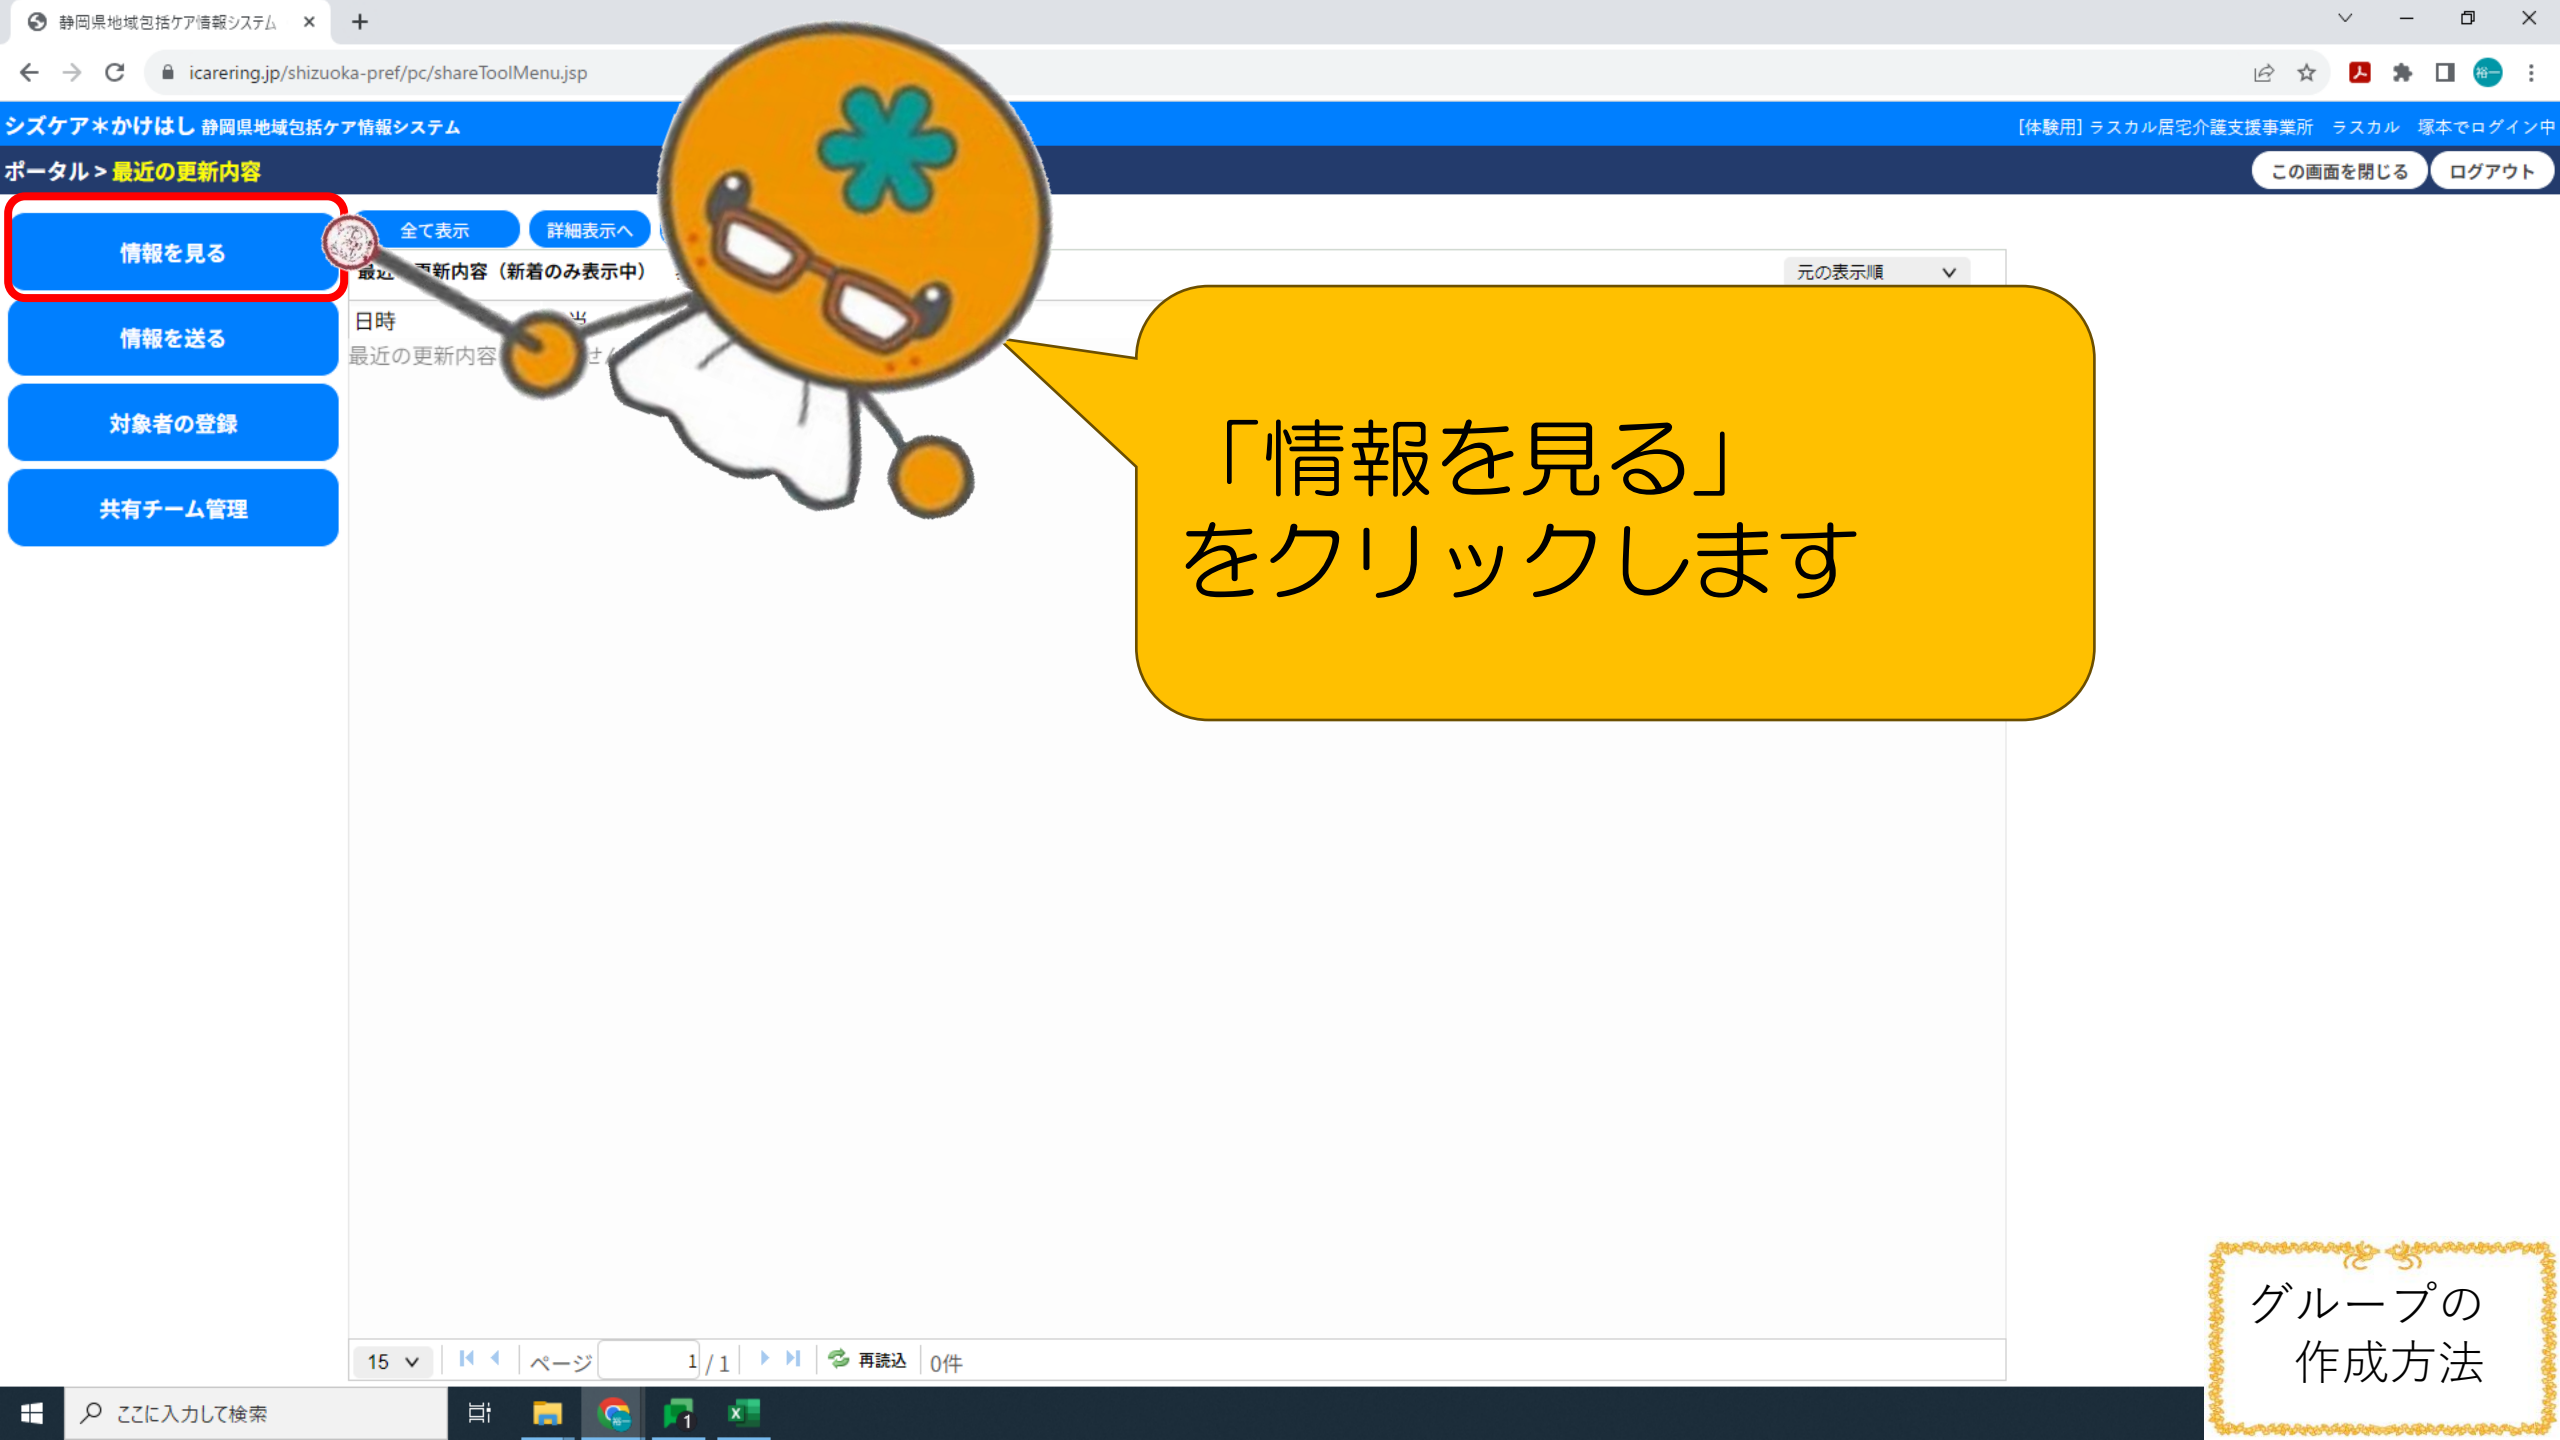 静岡県地域包括ケア情報システム
icarering.jp/shizuoka-pref/pc/shareToolMenu.jsp
裕一
シズケア＊かけはし 静岡県地域包括ケア情報システム
[体験用] ラスカル居宅介護支援事業所　ラスカル　塚本でログイン中
ポータル > 最近の更新内容
この画面を閉じる
ログアウト
情報を見る
情報を送る
対象者の登録
共有チーム管理
全て表示
詳細表示へ
更新内容（新着のみ表示中）
元の表示順
日時
当
最近の更新内容
せん
「情報を見る」
をクリックします
グループの
作成方法
15
ページ
1 / 1
再読込
0件
ここに入力して検索
1